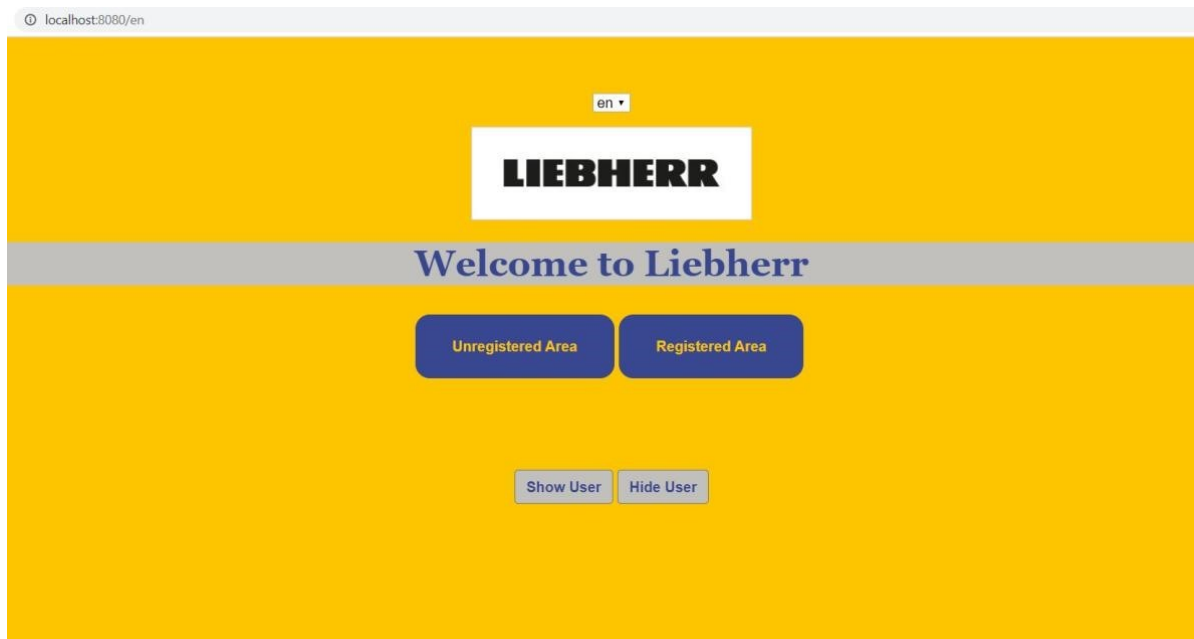 localhost:8080/en
en
LIEBHERR
Welcome to Liebherr
Unregistered Area Registered Area
Show User Hide User